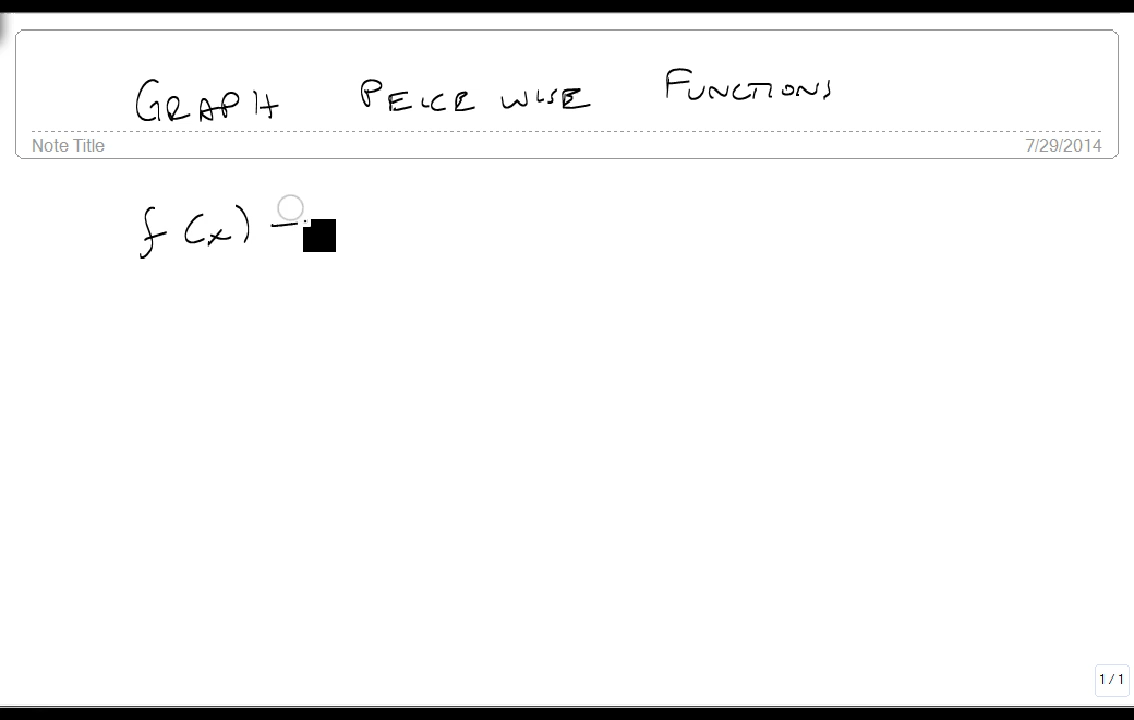 GRAPH PEICE WISE FUNCTIONS
Note Title 7/29/2014
f(x) -
1 / 1